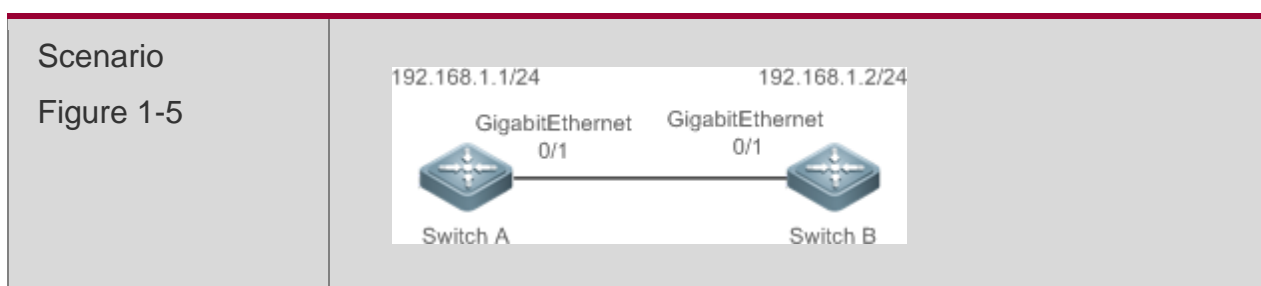 Scenario
Figure 1-5
192.168.1.1/24
192.168.1.2/24
GigabitEthernet
0/1
GigabitEthernet
0/1
Switch A
Switch B